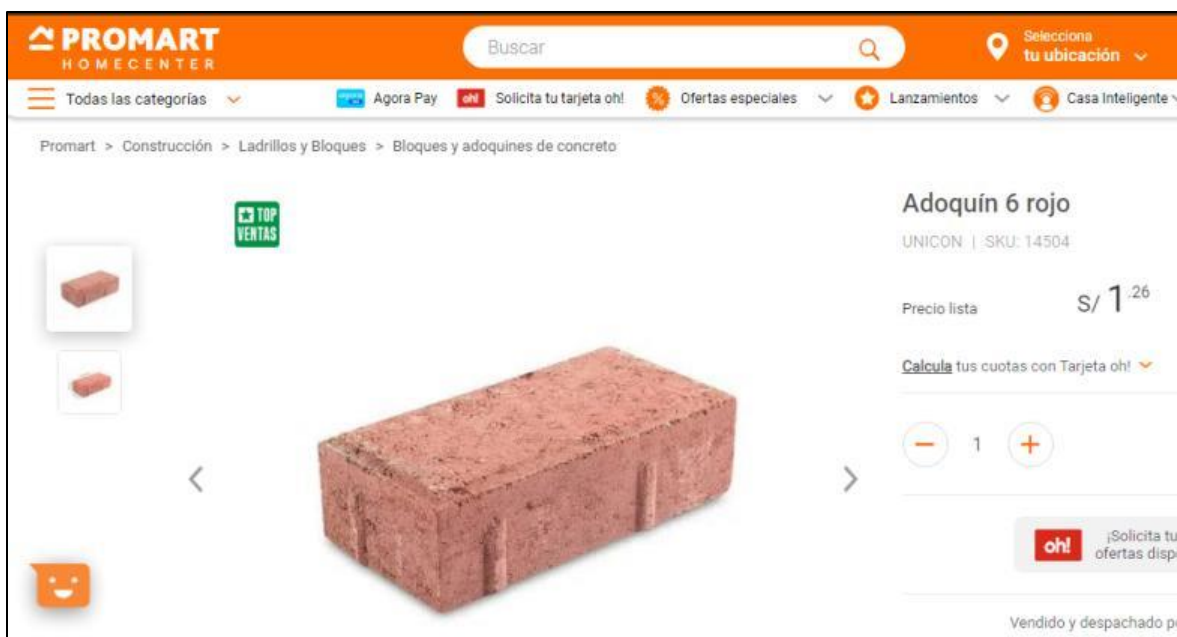 PROMART
HOMECENTER
Buscar
Selecciona
tu ubicación
Todas las categorías
Agora Pay
oh!
Solicita tu tarjeta oh!
%
Ofertas especiales
Lanzamientos
Casa Inteligente
Promart > Construcción > Ladrillos y Bloques > Bloques y adoquines de concreto
TOP
VENTAS
Adoquín 6 rojo
UNICON | SKU: 14504
Precio lista
S/ 1.26
Calcula tus cuotas con Tarjeta oh!
− 1 +
oh!
¡Solicita tu
ofertas disp
Vendido y despachado p